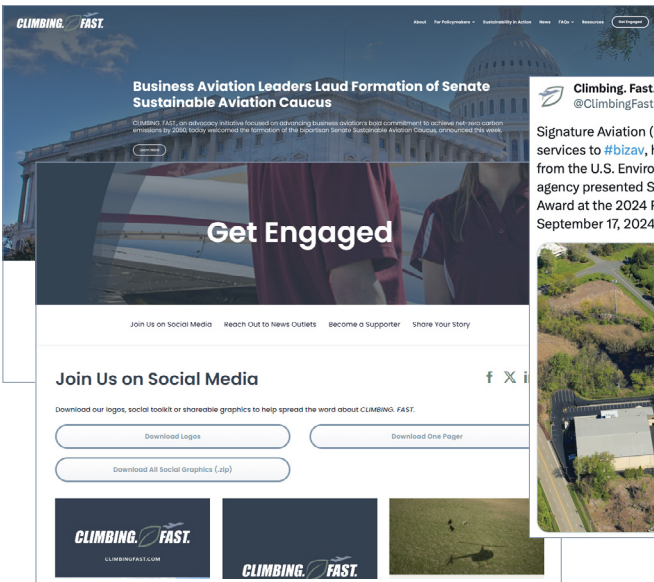 CLIMBING. FAST.
About For Policymakers Sustainability in Action News FAQs Resources Get Engaged
Business Aviation Leaders Laud Formation of Senate
Sustainable Aviation Caucus
CLIMBING. FAST., an advocacy initiative focused on advancing business aviation's bold commitment to achieve net-zero carbon
emissions by 2050, today welcomed the formation of the bipartisan Senate Sustainable Aviation Caucus, announced this week.
Learn More
Climbing. Fast.
@ClimbingFast
Signature Aviation (
services to #bizav, h
from the U.S. Enviro
agency presented S
Award at the 2024 F
September 17, 2024
Get Engaged
Join Us on Social Media Reach Out to News Outlets Become a Supporter Share Your Story
Join Us on Social Media
f X in
Download our logos, social toolkit or shareable graphics to help spread the word about CLIMBING. FAST.
Download Logos Download One Pager
Download All Social Graphics (.zip)
CLIMBING. FAST.
CLIMBINGFAST.COM
CLIMBING. FAST.